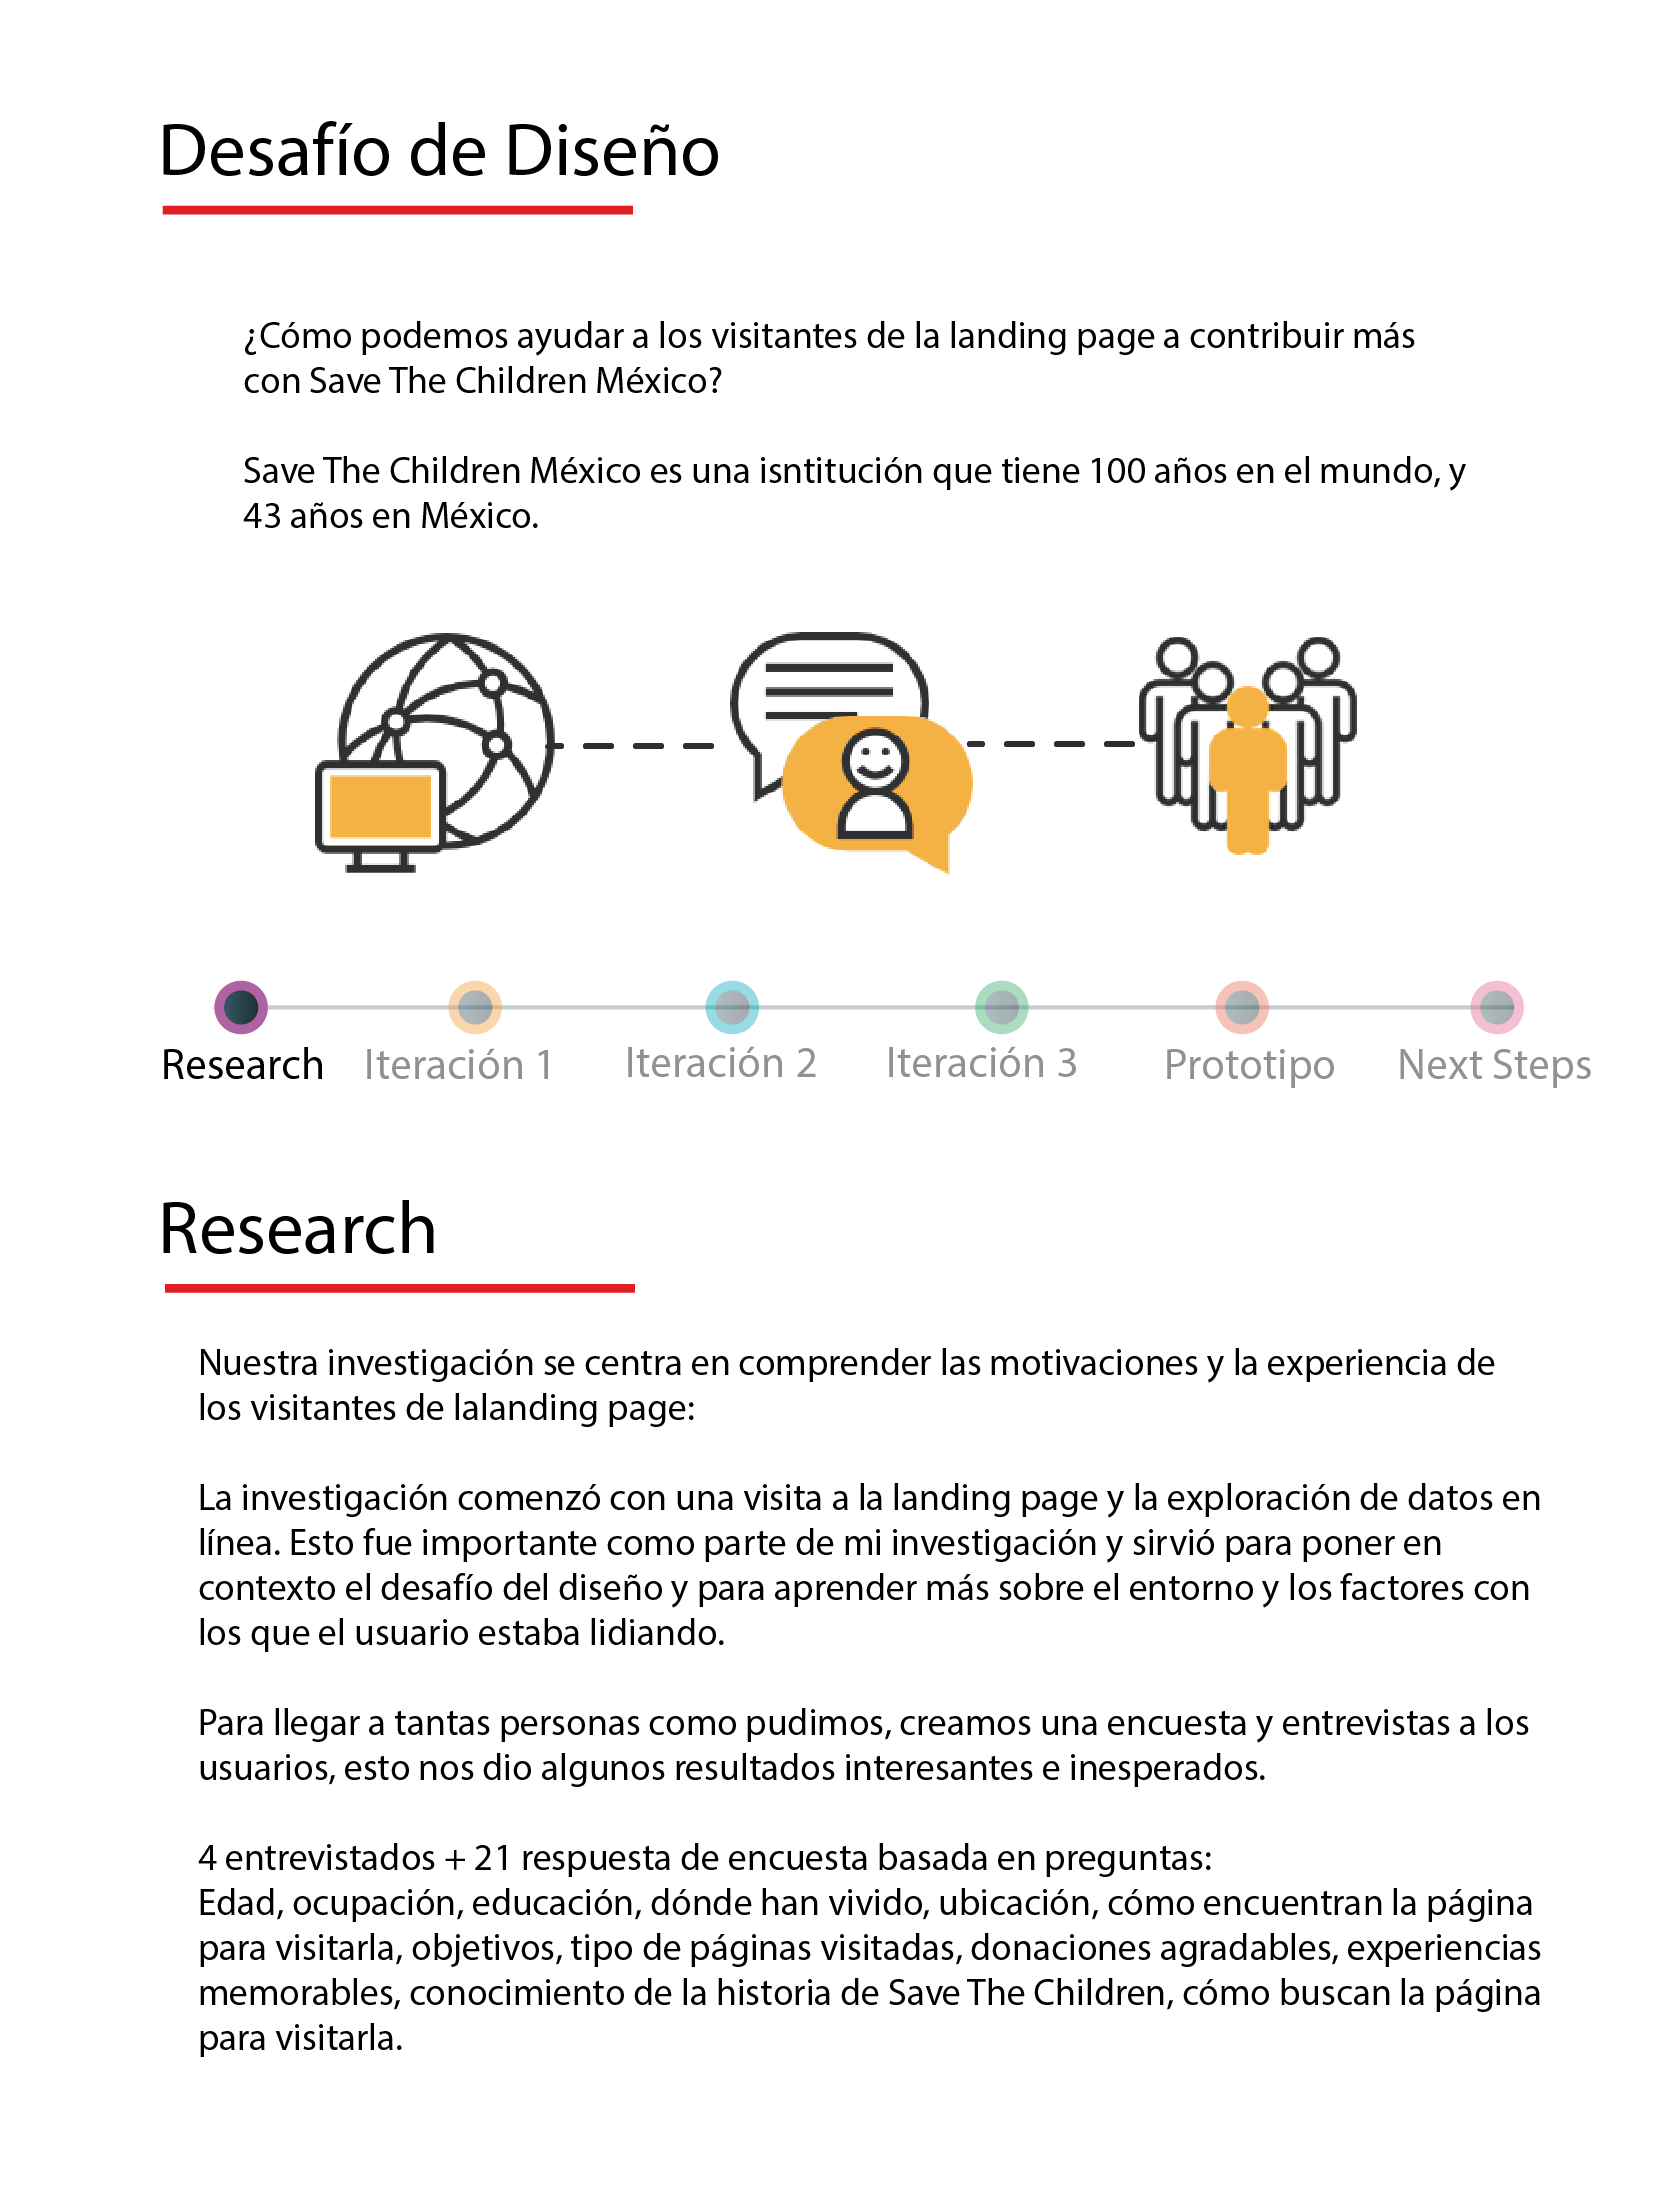 Desafío de Diseño
¿Cómo podemos ayudar a los visitantes de la landing page a contribuir más
con Save The Children México?
Save The Children México es una isntitución que tiene 100 años en el mundo, y
43 años en México.
Research
Iteración 1
Iteración 2
Iteración 3
Prototipo
Next Steps
Research
Nuestra investigación se centra en comprender las motivaciones y la experiencia de
los visitantes de lalanding page:
La investigación comenzó con una visita a la landing page y la exploración de datos en
línea. Esto fue importante como parte de mi investigación y sirvió para poner en
contexto el desafío del diseño y para aprender más sobre el entorno y los factores con
los que el usuario estaba lidiando.
Para llegar a tantas personas como pudimos, creamos una encuesta y entrevistas a los
usuarios, esto nos dio algunos resultados interesantes e inesperados.
4 entrevistados + 21 respuesta de encuesta basada en preguntas:
Edad, ocupación, educación, dónde han vivido, ubicación, cómo encuentran la página
para visitarla, objetivos, tipo de páginas visitadas, donaciones agradables, experiencias
memorables, conocimiento de la historia de Save The Children, cómo buscan la página
para visitarla.